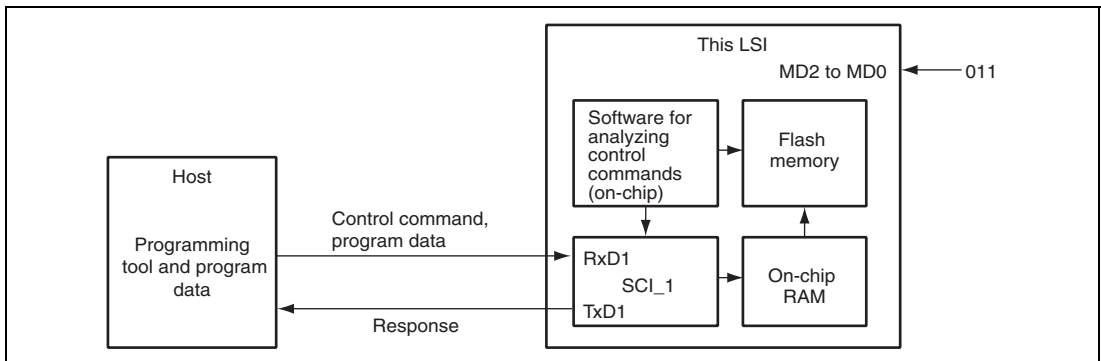 This LSI
MD2 to MD0
011
Software for
analyzing
control
commands
(on-chip)
Flash
memory
Host
Programming
tool and program
data
Control command,
program data
RxD1
SCI_1
TxD1
On-chip
RAM
Response